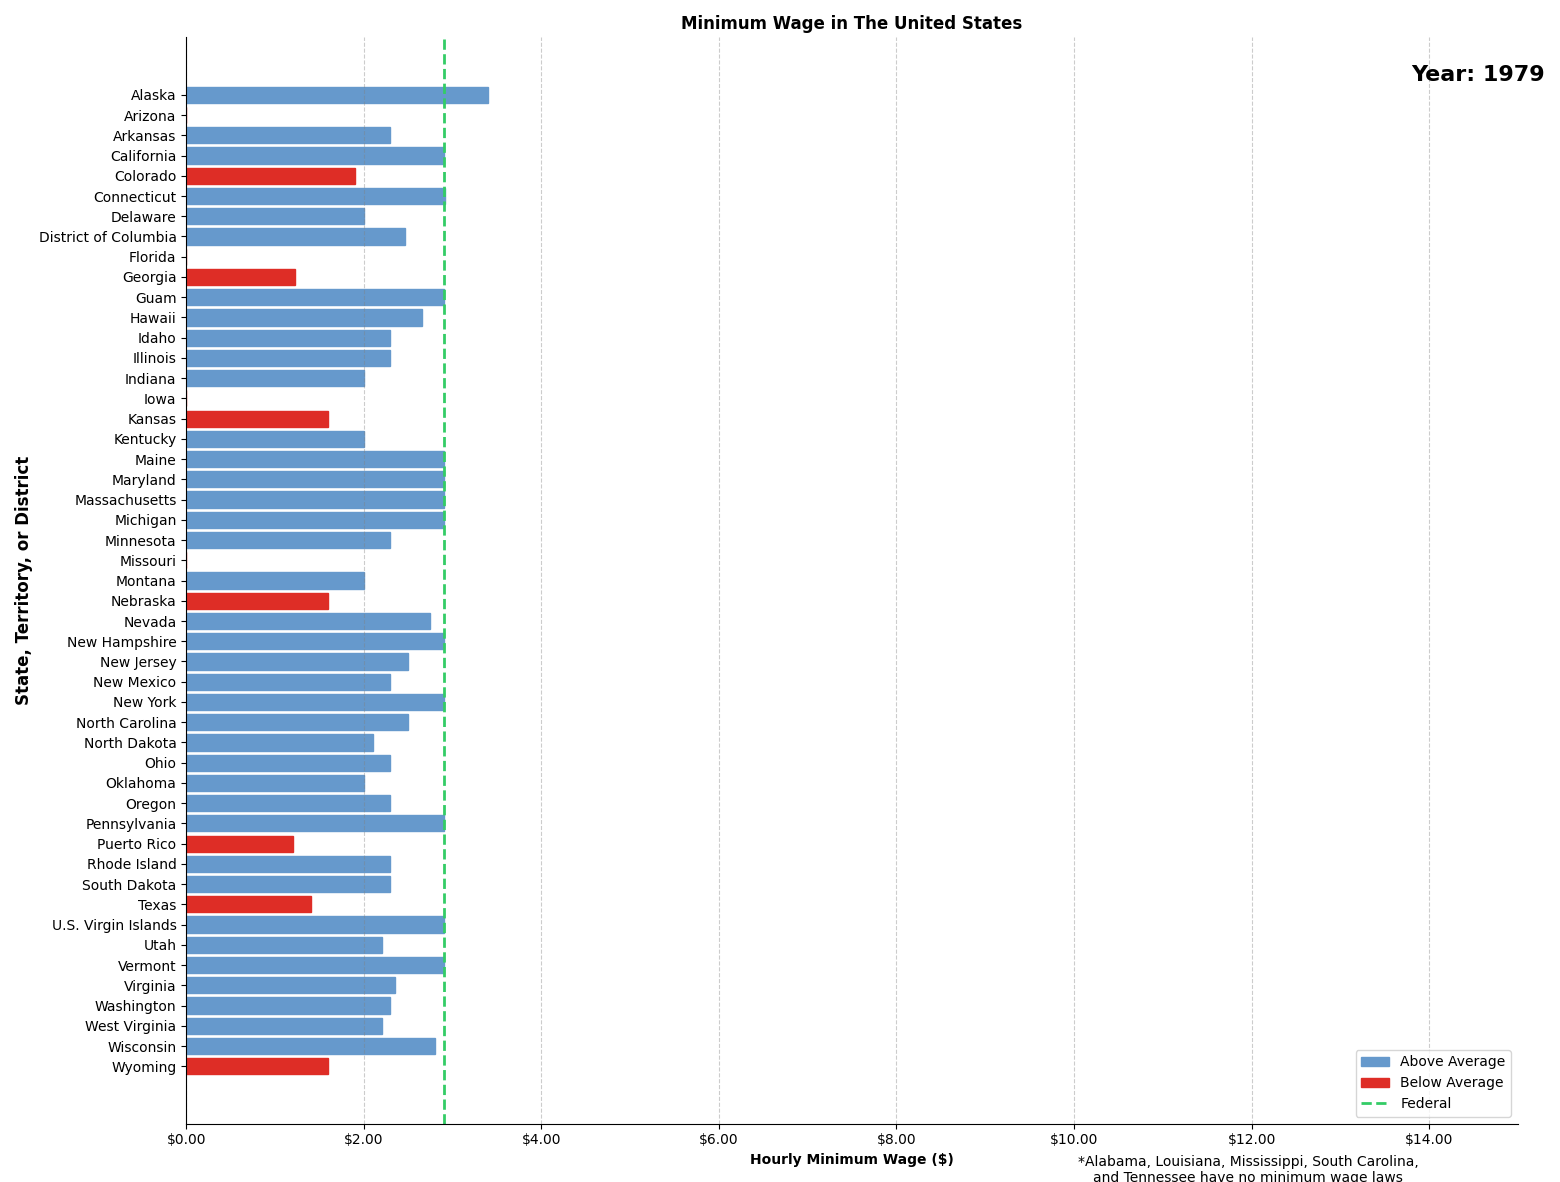 Minimum Wage in The United States
Year: 1979
State, Territory, or District
Alaska
Arizona
Arkansas
California
Colorado
Connecticut
Delaware
District of Columbia
Florida
Georgia
Guam
Hawaii
Idaho
Illinois
Indiana
Iowa
Kansas
Kentucky
Maine
Maryland
Massachusetts
Michigan
Minnesota
Missouri
Montana
Nebraska
Nevada
New Hampshire
New Jersey
New Mexico
New York
North Carolina
North Dakota
Ohio
Oklahoma
Oregon
Pennsylvania
Puerto Rico
Rhode Island
South Dakota
Texas
U.S. Virgin Islands
Utah
Vermont
Virginia
Washington
West Virginia
Wisconsin
Wyoming
Above Average
Below Average
Federal
$0.00 $2.00 $4.00 $6.00 $8.00 $10.00 $12.00 $14.00
Hourly Minimum Wage ($)
*Alabama, Louisiana, Mississippi, South Carolina,
and Tennessee have no minimum wage laws